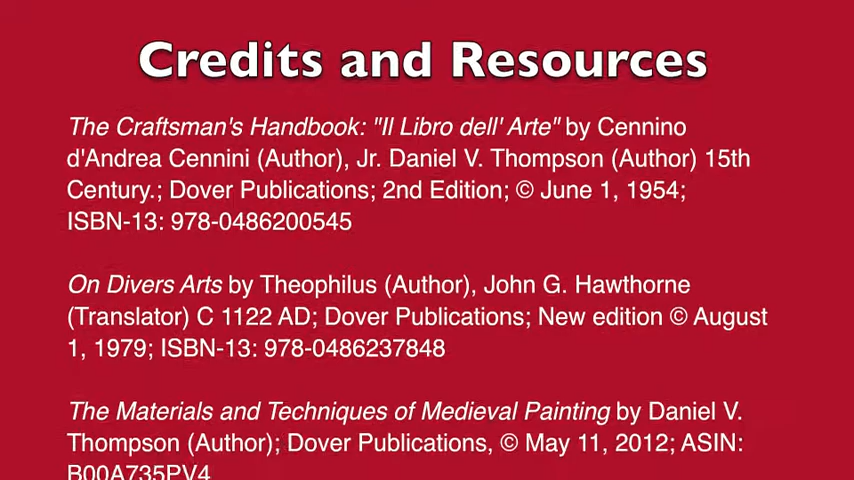 Credits and Resources
The Craftsman's Handbook: "Il Libro dell' Arte" by Cennino
d'Andrea Cennini (Author), Jr. Daniel V. Thompson (Author) 15th
Century.; Dover Publications; 2nd Edition; © June 1, 1954;
ISBN-13: 978-0486200545
On Divers Arts by Theophilus (Author), John G. Hawthorne
(Translator) C 1122 AD; Dover Publications; New edition © August
1, 1979; ISBN-13: 978-0486237848
The Materials and Techniques of Medieval Painting by Daniel V.
Thompson (Author); Dover Publications, © May 11, 2012; ASIN:
B00A735PV4